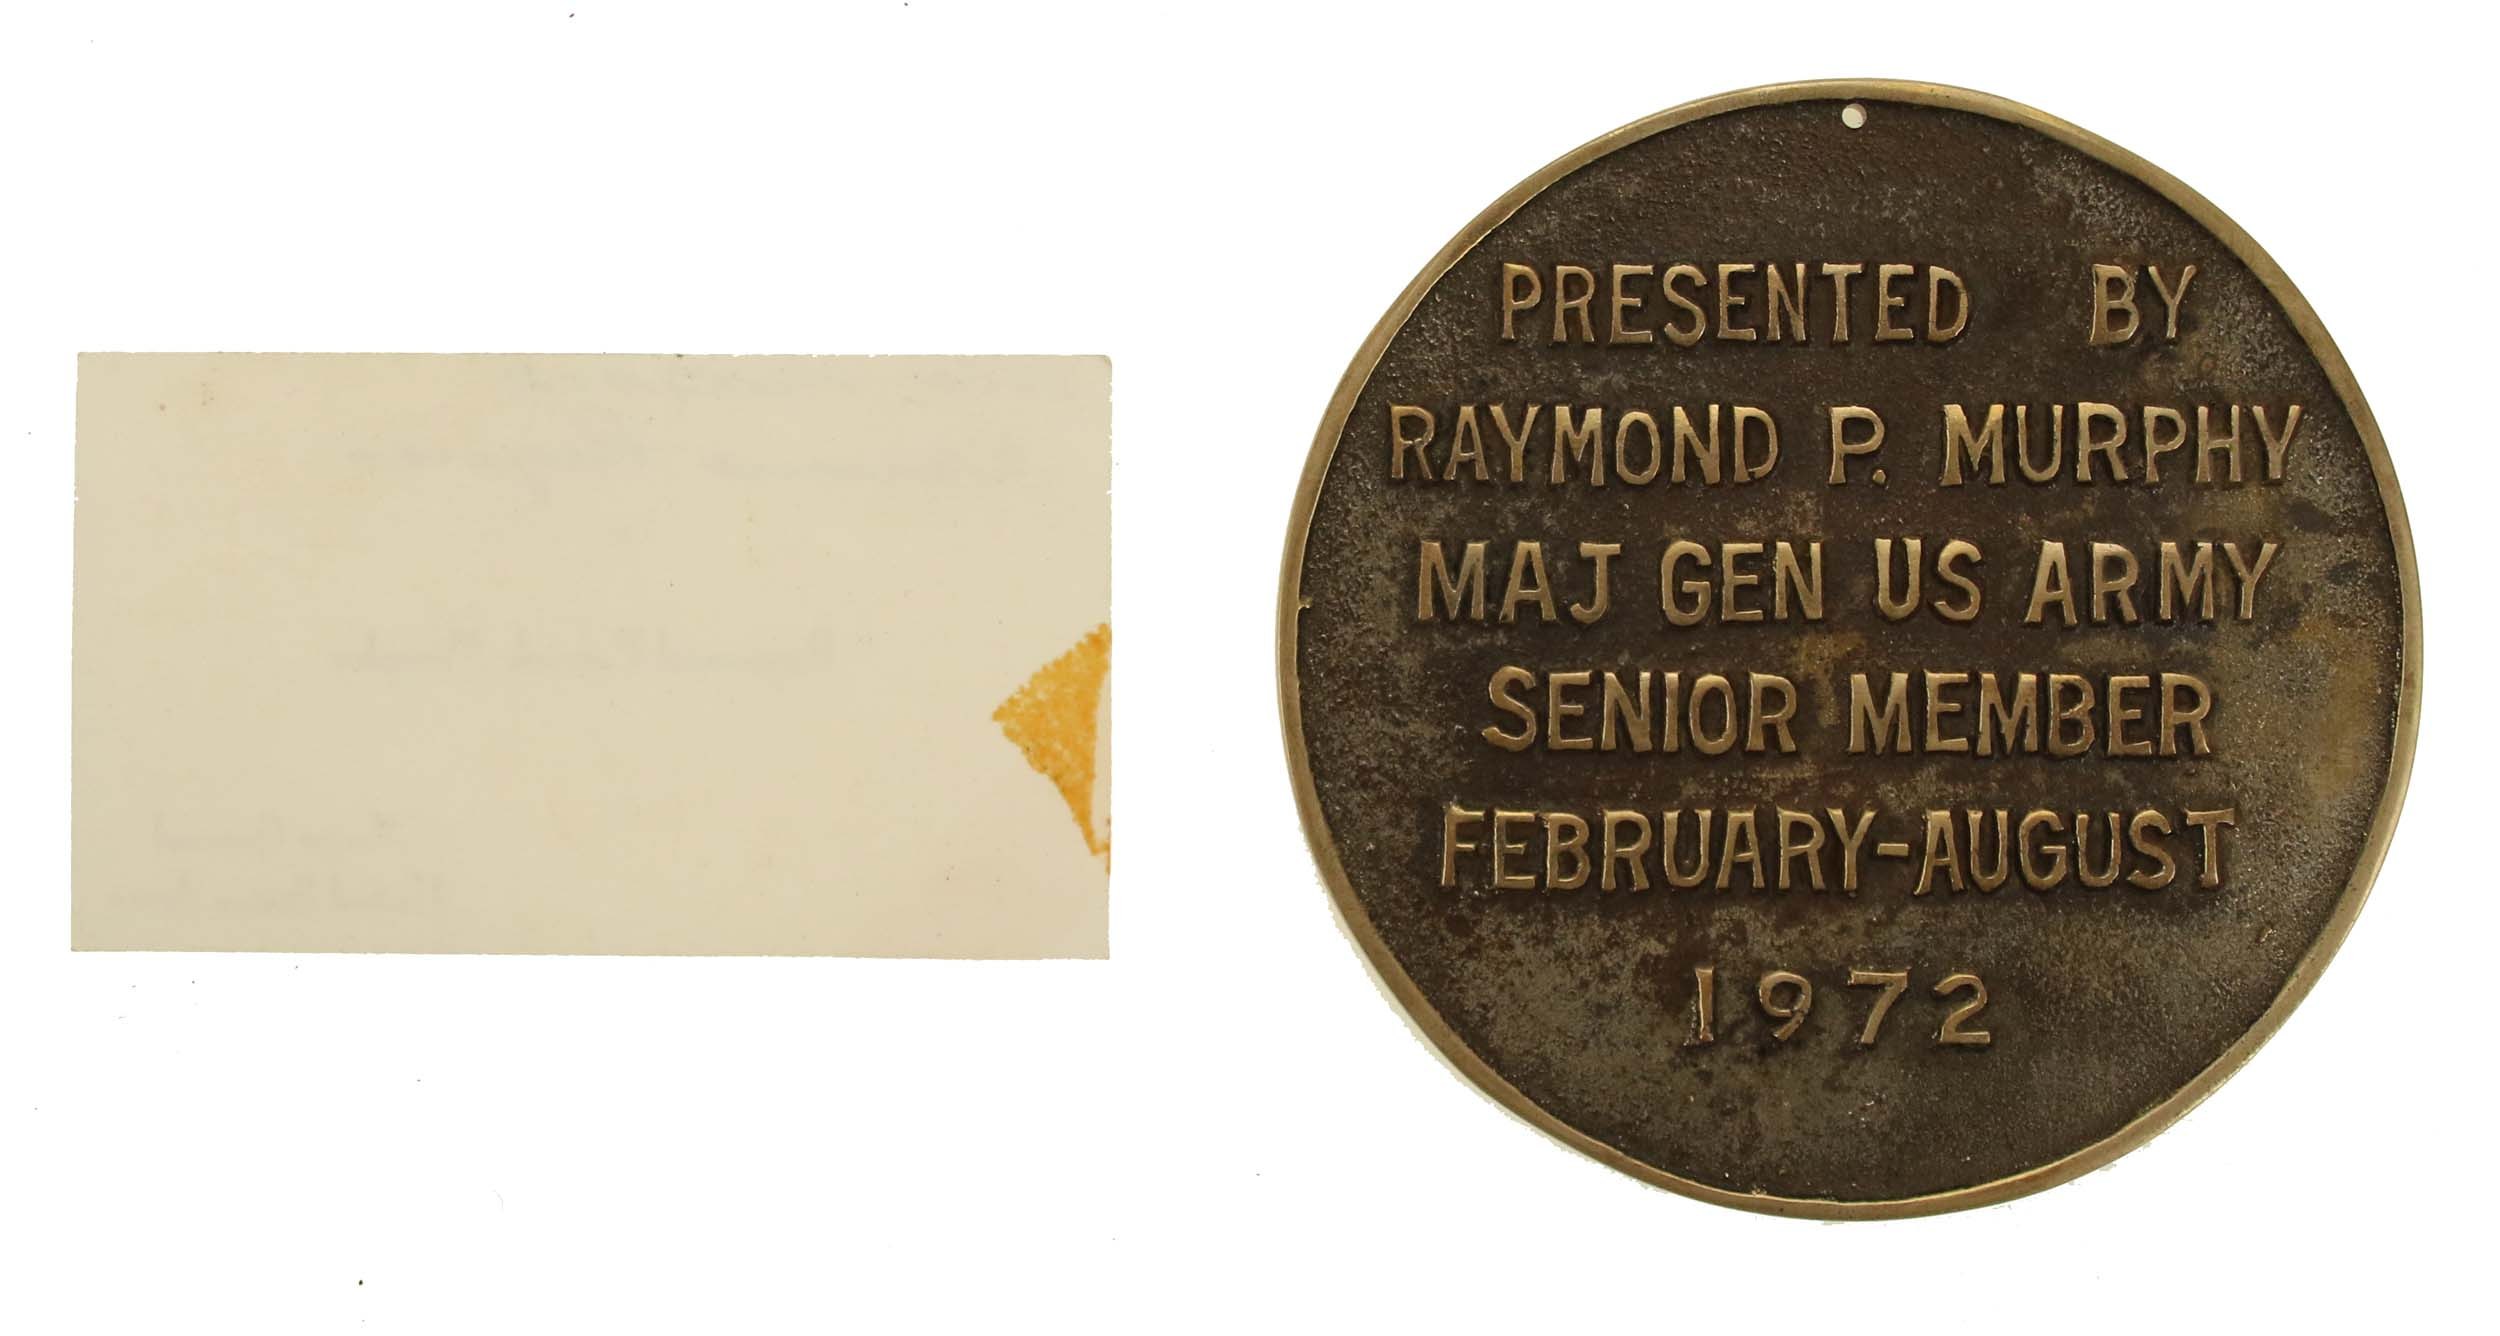 PRESENTED BY
RAYMOND P. MURPHY
MAJ GEN US ARMY
SENIOR MEMBER
FEBRUARY-AUGUST
1972